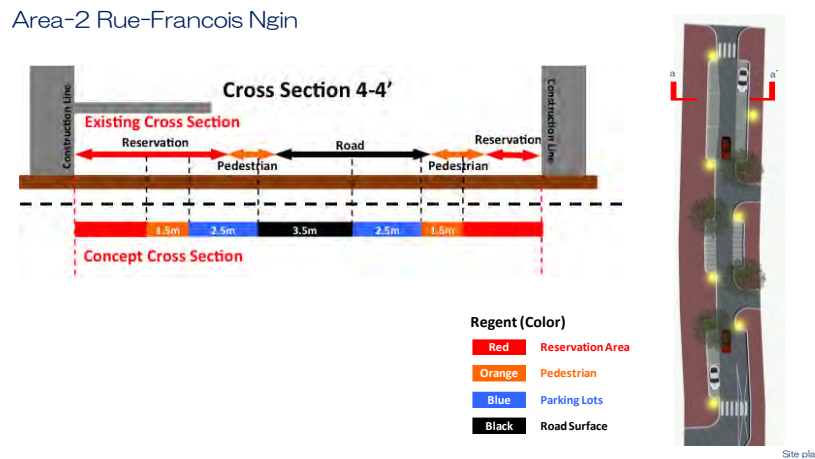 Area-2 Rue-Francois Ngin
Cross Section 4-4'
Construction Line
Construction Line
Existing Cross Section
Reservation
Pedestrian
Road
Pedestrian
Reservation
1.5m
2.5m
3.5m
2.5m
1.5m
Concept Cross Section
Regent (Color)
Red Reservation Area
Orange Pedestrian
Blue Parking Lots
Black Road Surface
Site pla